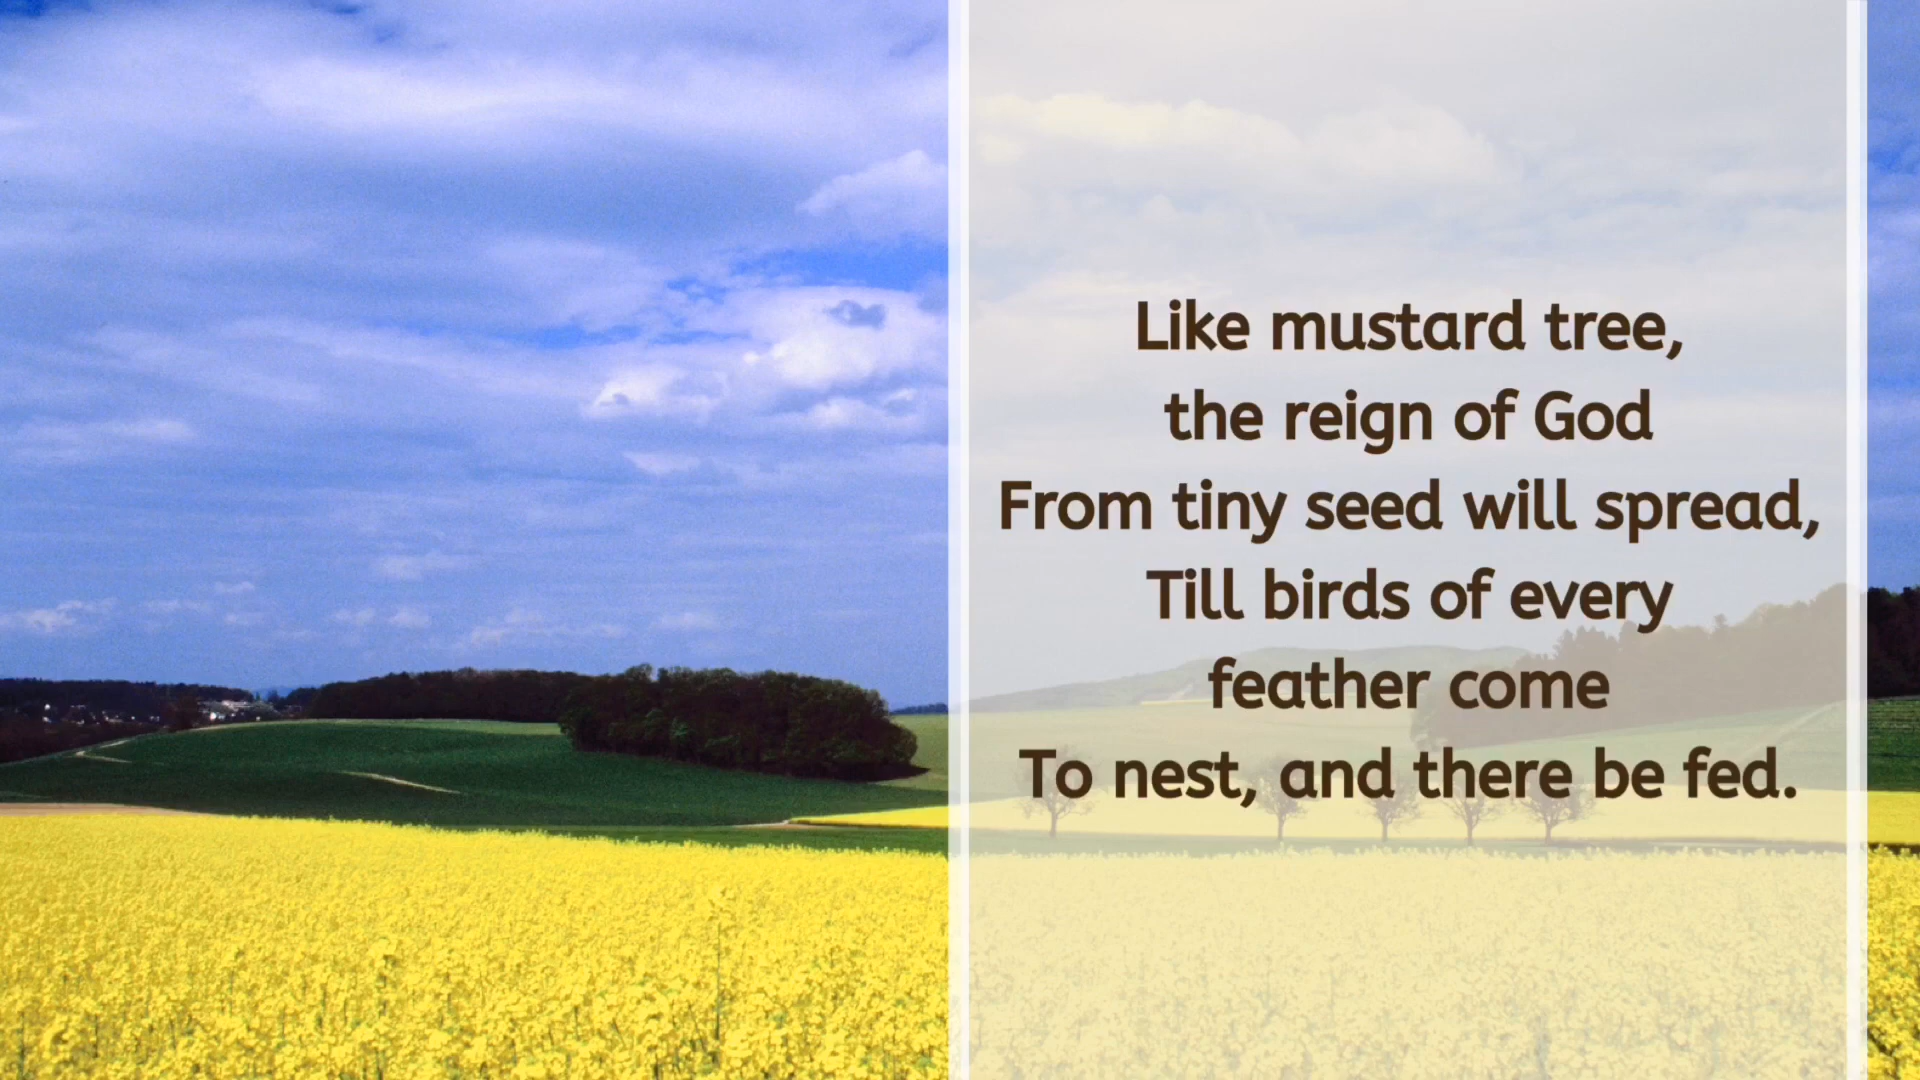 Like mustard tree,
the reign of God
From tiny seed will spread,
Till birds of every
feather come
To nest, and there be fed.